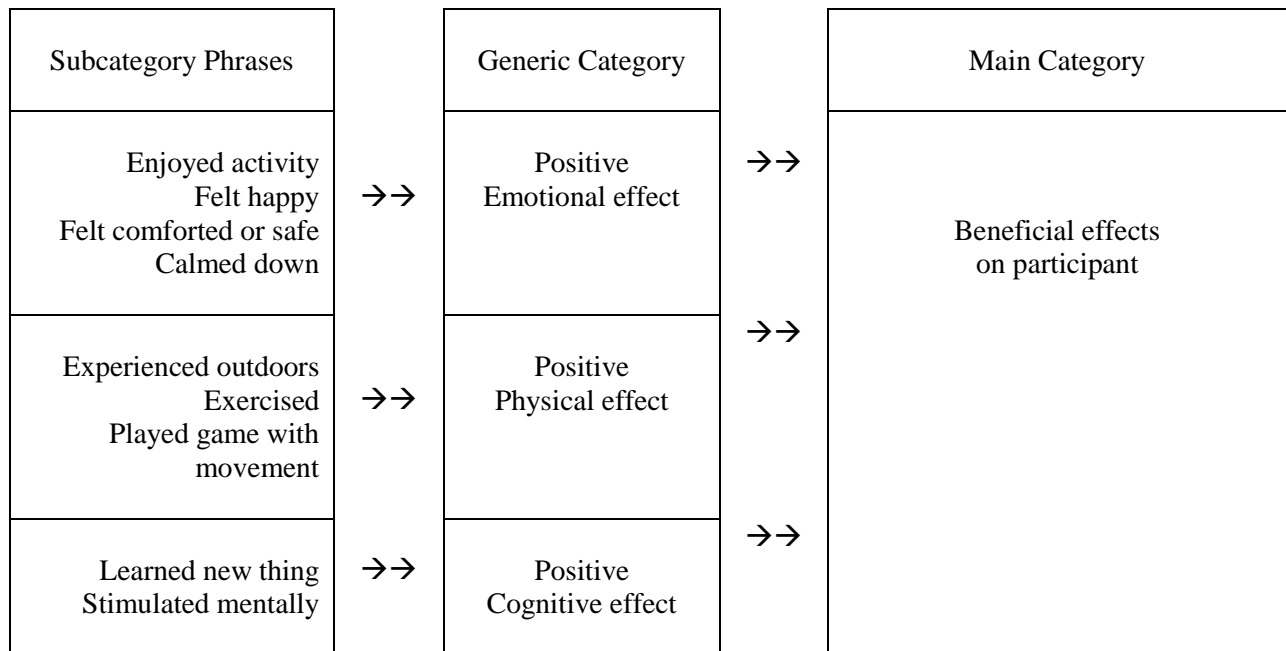 Subcategory Phrases
Generic Category
Main Category
Enjoyed activity
Felt happy
Felt comforted or safe
Calmed down
→→
Positive
Emotional effect
→→
Beneficial effects
on participant
Experienced outdoors
Exercised
Played game with
movement
→→
Positive
Physical effect
→→
Learned new thing
Stimulated mentally
→→
Positive
Cognitive effect
→→